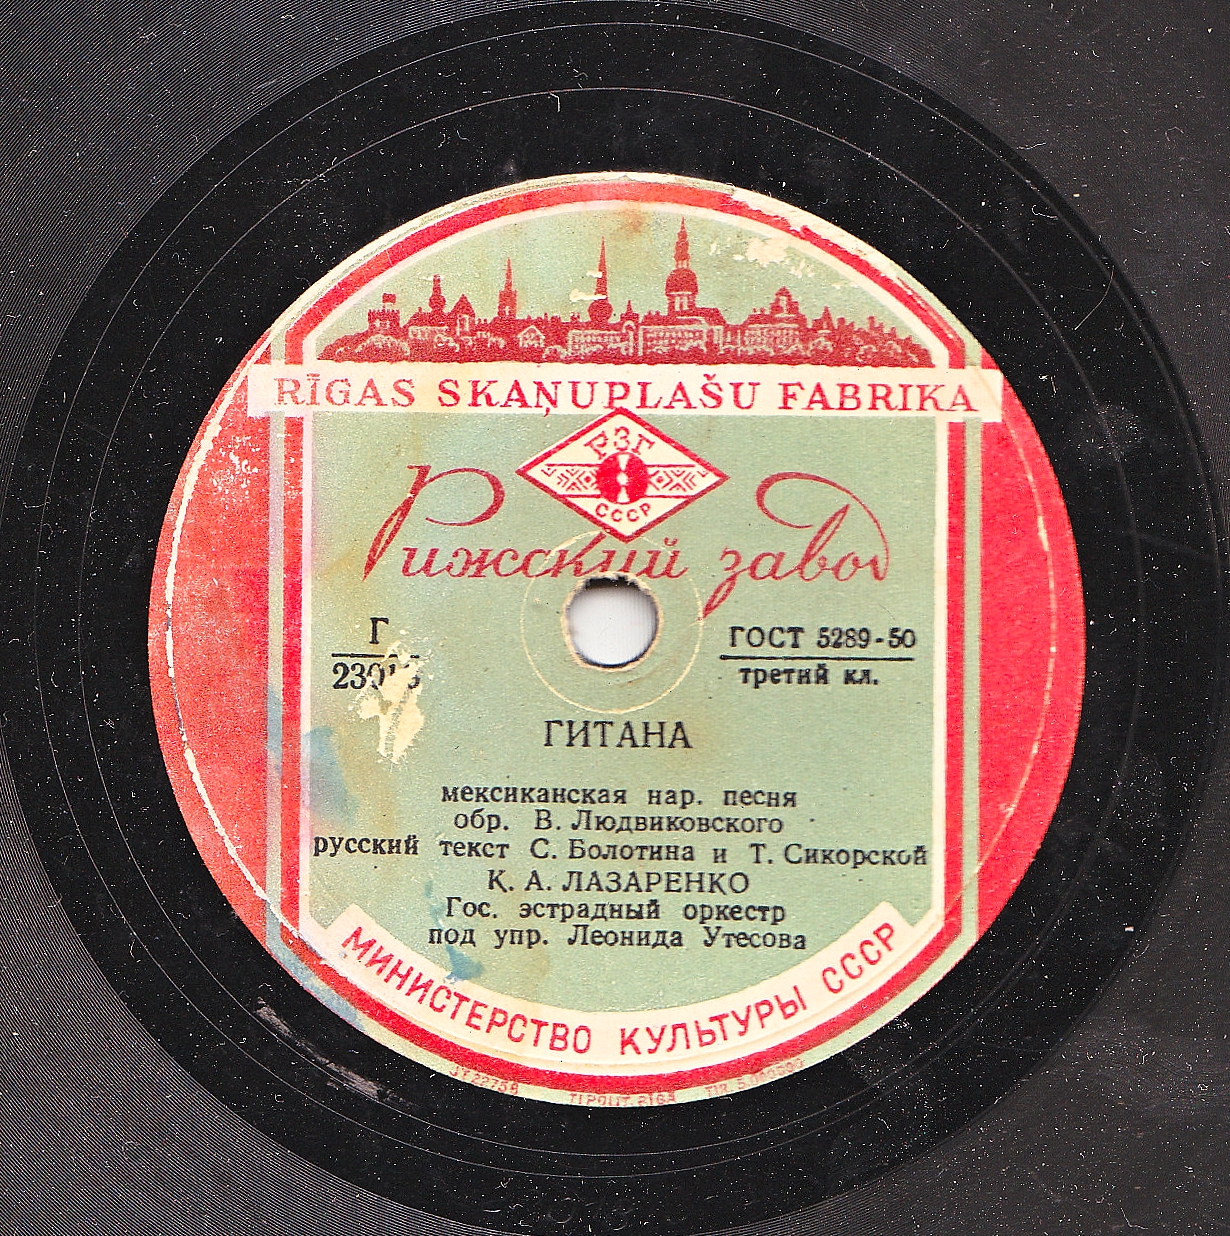 RĪGAS SKAŅUPLAŠU FABRIKA
РЗГ
СССР
Рижский завод
Г
ГОСТ 5289-50
третий кл.
ГИТАНА
мексиканская нар. песня
обр. В. Людвиковского
русский текст С. Болотина и Т. Сикорской
К. А. ЛАЗАРЕНКО
Гос. эстрадный оркестр
под упр. Леонида Утесова
МИНИСТЕРСТВО КУЛЬТУРЫ СССР